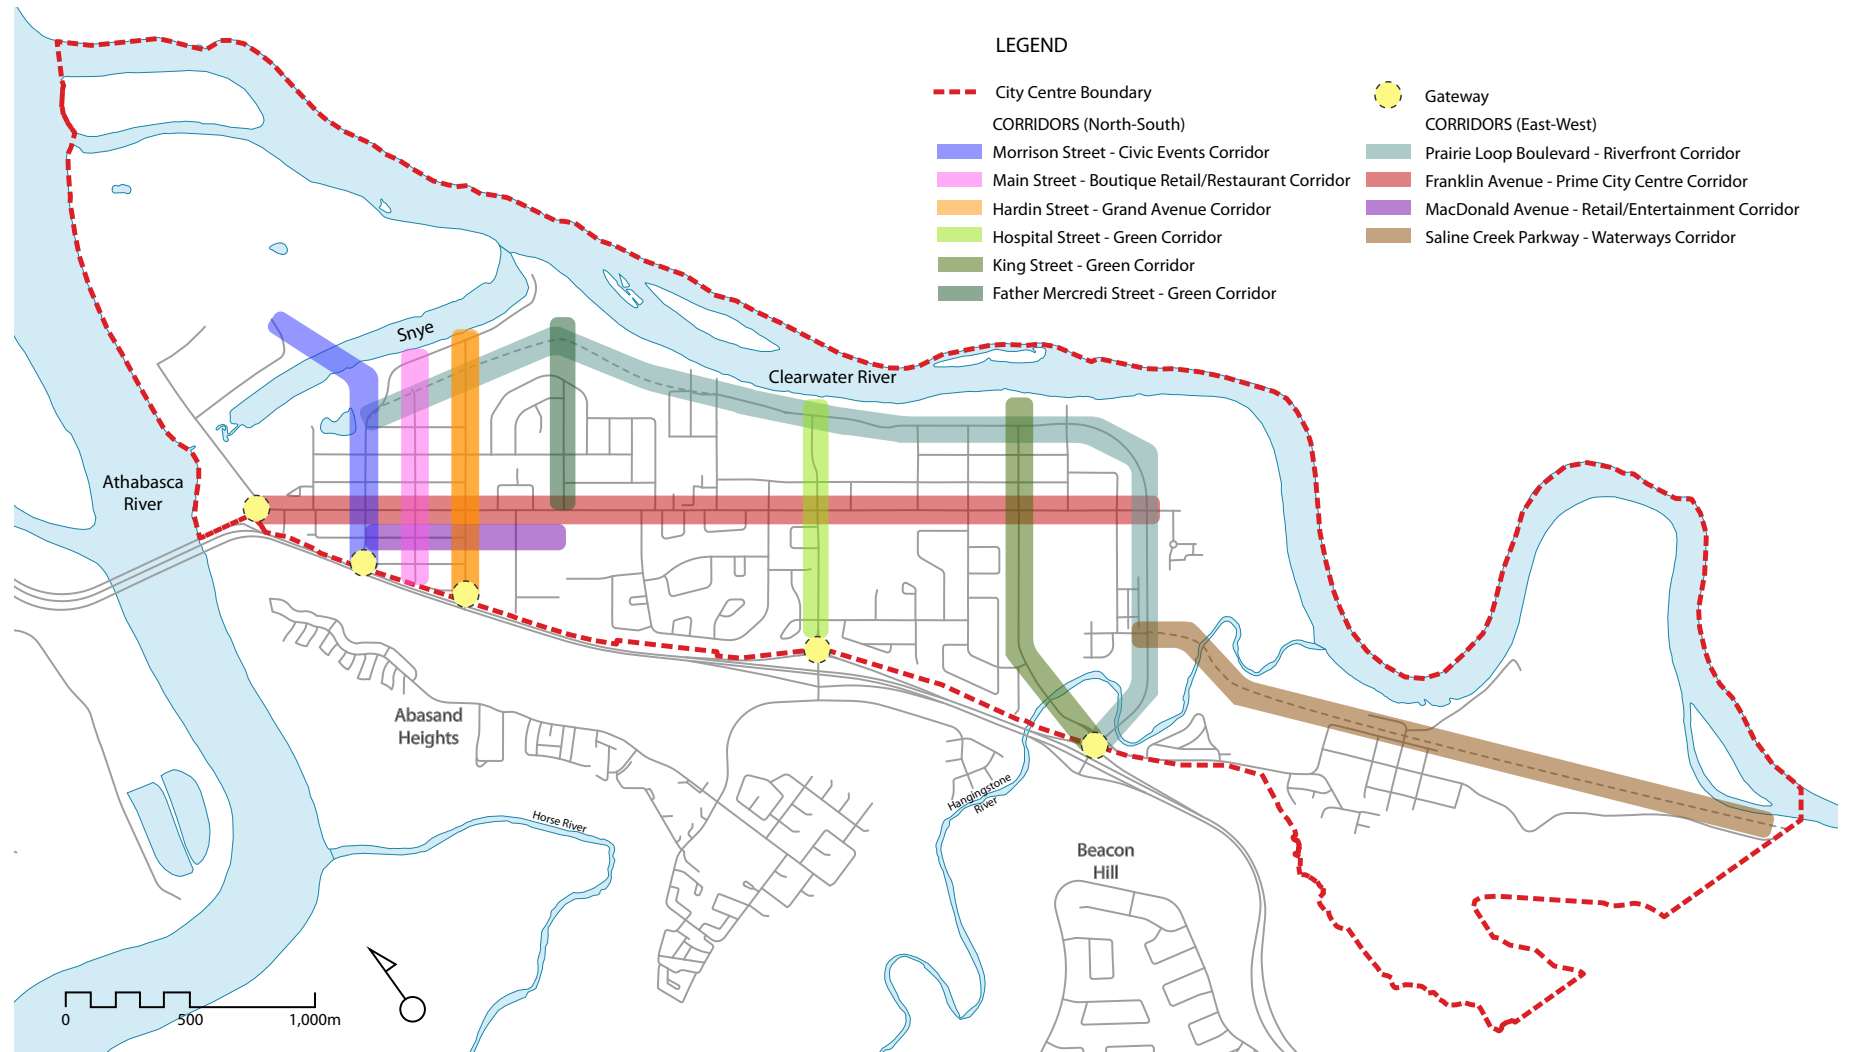 LEGEND
City Centre Boundary
CORRIDORS (North-South)
Morrison Street - Civic Events Corridor
Main Street - Boutique Retail/Restaurant Corridor
Hardin Street - Grand Avenue Corridor
Hospital Street - Green Corridor
King Street - Green Corridor
Father Mercredi Street - Green Corridor
Gateway
CORRIDORS (East-West)
Prairie Loop Boulevard - Riverfront Corridor
Franklin Avenue - Prime City Centre Corridor
MacDonald Avenue - Retail/Entertainment Corridor
Saline Creek Parkway - Waterways Corridor
Snye
Clearwater River
Athabasca
River
Abasand
Heights
Horse River
Hangingstone
River
Beacon
Hill
0 500 1,000m